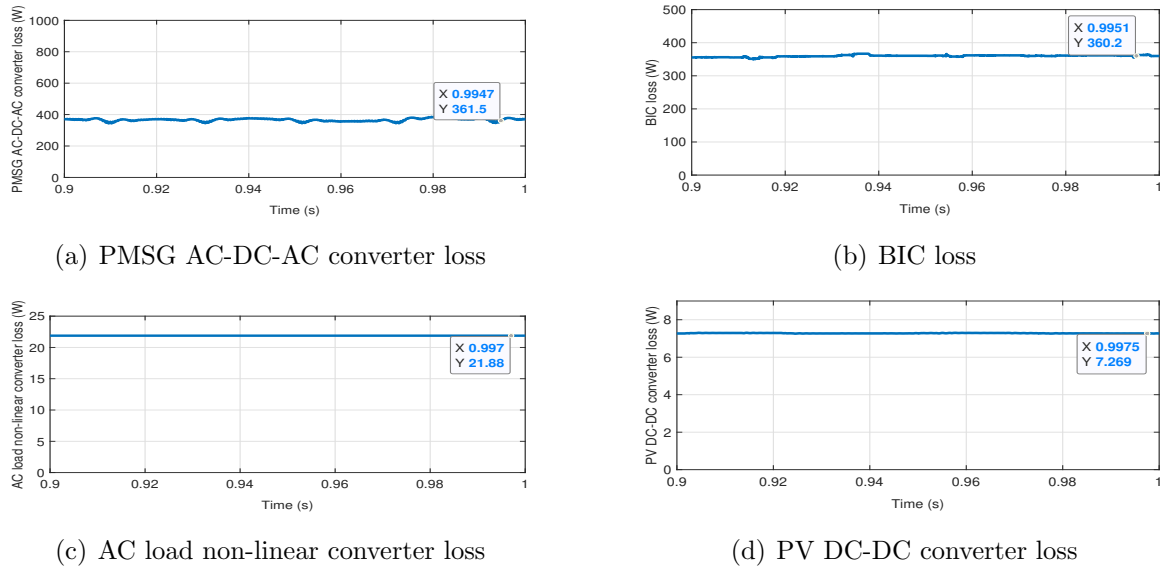 PMSG AC-DC-AC converter loss (W)
1000
800
600
400
200
0
X 0.9947
Y 361.5
0.9 0.92 0.94 0.96 0.98 1
Time (s)
(a) PMSG AC-DC-AC converter loss
BIC loss (W)
500
400
300
200
100
0
X 0.9951
Y 360.2
0.9 0.92 0.94 0.96 0.98 1
Time (s)
(b) BIC loss
AC load non-linear converter loss (W)
25
20
15
10
5
0
X 0.997
Y 21.88
0.9 0.92 0.94 0.96 0.98 1
Time (s)
(c) AC load non-linear converter loss
PV DC-DC converter loss (W)
8
6
4
2
0
X 0.9975
Y 7.269
0.9 0.92 0.94 0.96 0.98 1
Time (s)
(d) PV DC-DC converter loss